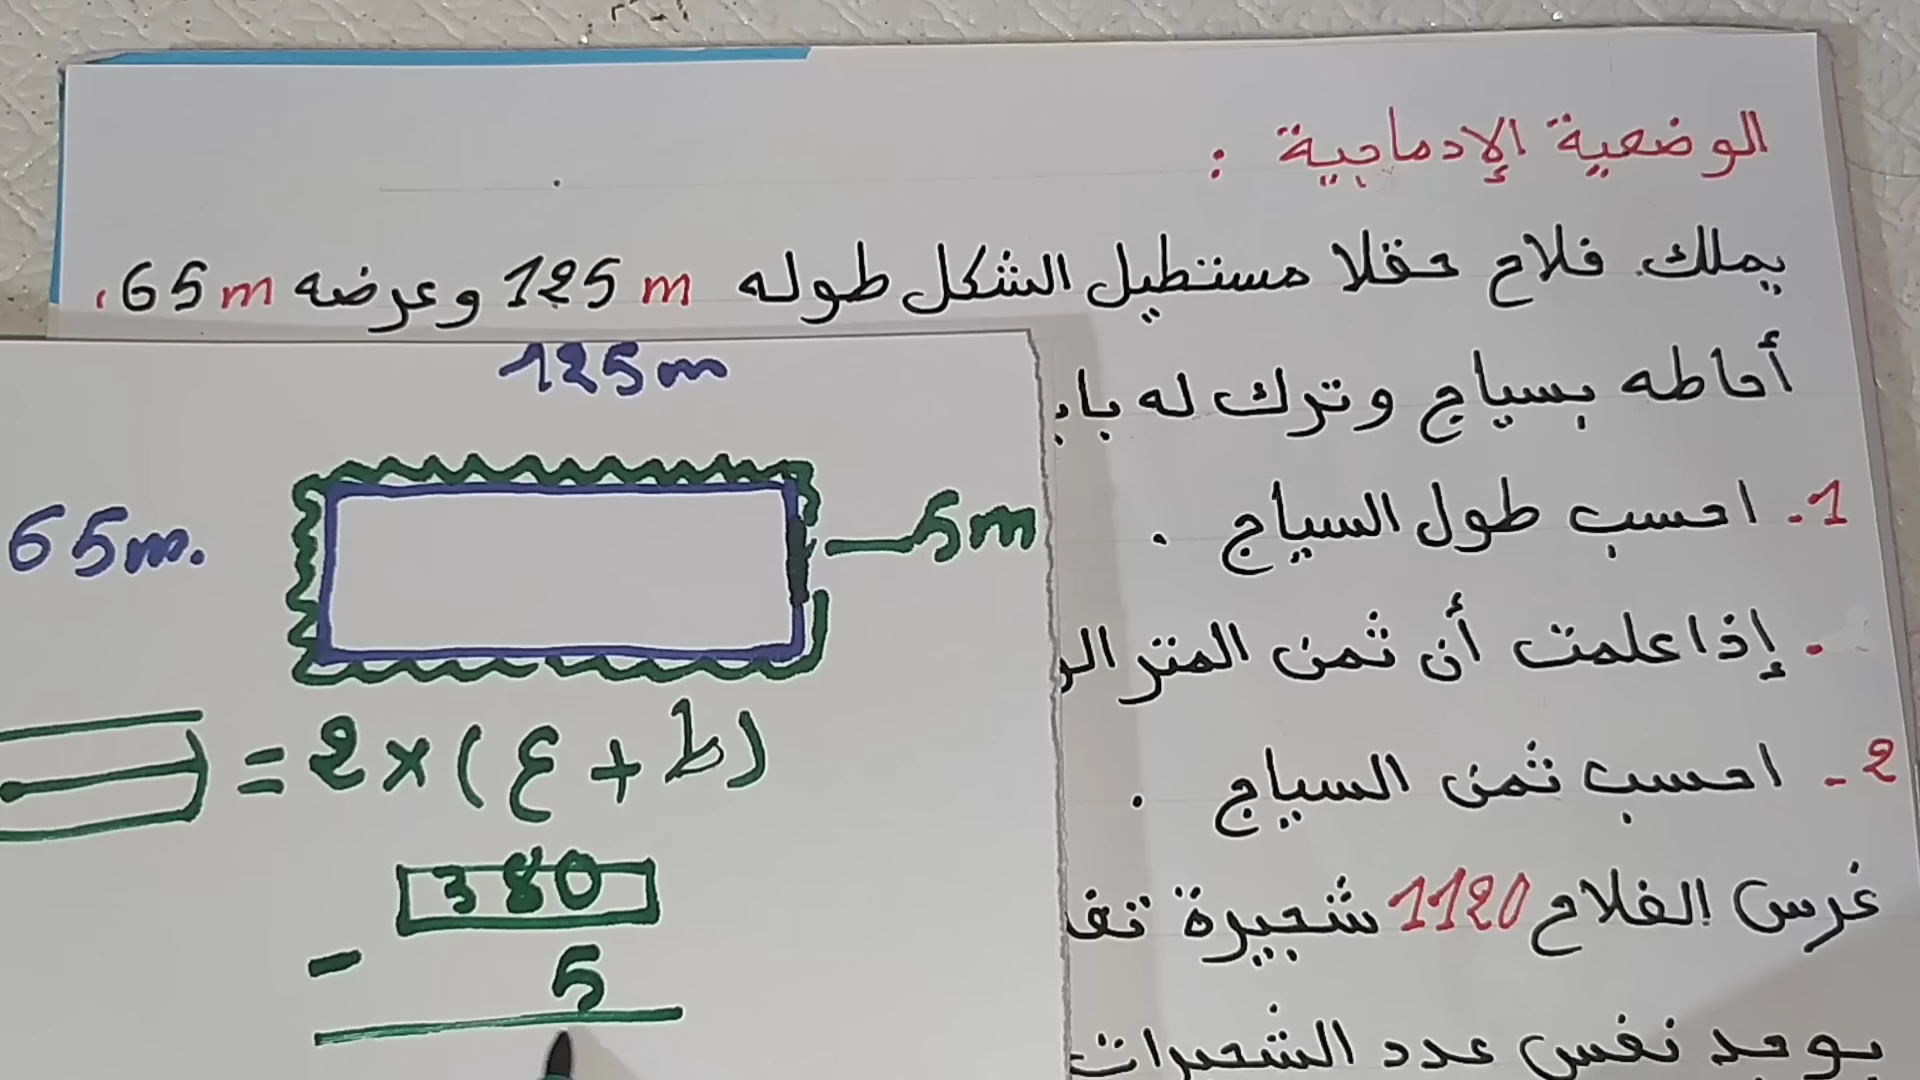 الوضعية الإدماجية :
يملك فلاح حقلا مستطيل الشكل طوله 125 m وعرضه 65 m،
أحاطه بسياج وترك له
1. احسب طول السياج .
. إذا علمت أن ثمن المتر
2 - احسب ثمن السياج .
غرس الفلاح 1120 شجيرة
يوجد نفس عدد الشجيرات
125m
65m.
5m
= 2 × (ع + ط)
380
- 5